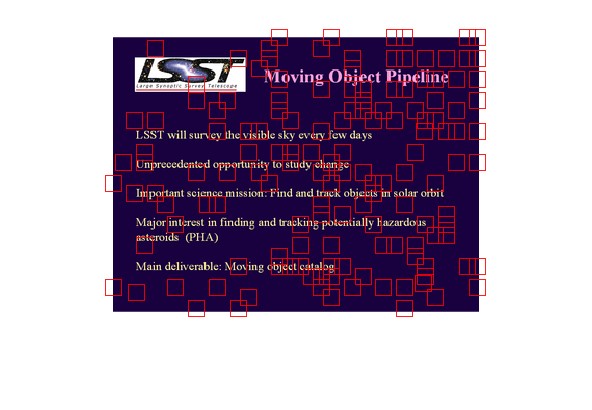 LSST
Large Synoptic Survey Telescope
Moving Object Pipeline
LSST will survey the visible sky every few days
Unprecedented opportunity to study change
Important science mission: Find and track objects in solar orbit
Major interest in finding and tracking potentially hazardous
asteroids (PHA)
Main deliverable: Moving object catalog